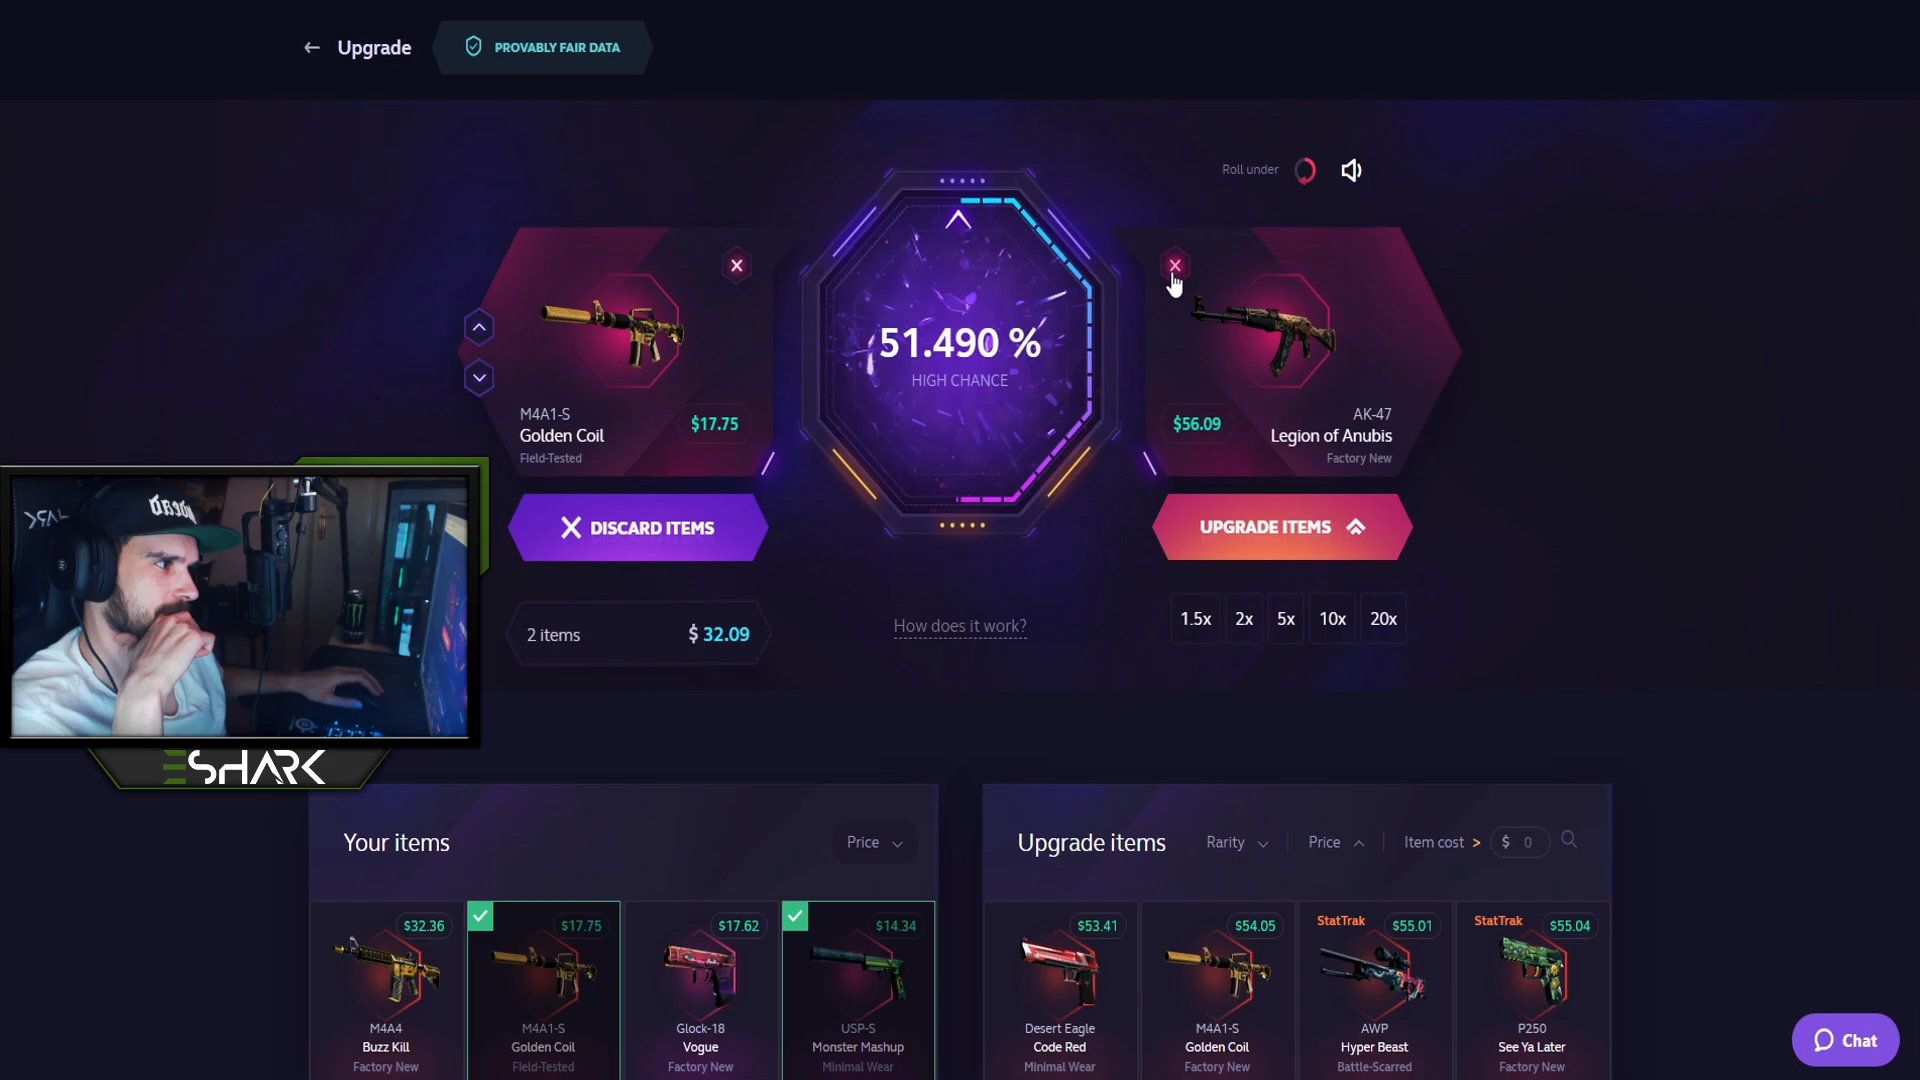 Upgrade
PROVABLY FAIR DATA
Roll under
51.490 %
HIGH CHANCE
M4A1-S
Golden Coil
Field-Tested
$17.75
$56.09
AK-47
Legion of Anubis
Factory New
DISCARD ITEMS
UPGRADE ITEMS
2 items
$ 32.09
How does it work?
1.5x 2x 5x 10x 20x
SHARK
Your items
Price
Upgrade items
Rarity
Price
Item cost >
$ 0
$32.36
M4A4
Buzz Kill
Factory New
$17.75
M4A1-S
Golden Coil
Field-Tested
$17.62
Glock-18
Vogue
Factory New
$14.34
USP-S
Monster Mashup
Minimal Wear
$53.41
Desert Eagle
Code Red
Minimal Wear
$54.05
M4A1-S
Golden Coil
Factory New
StatTrak
$55.01
AWP
Hyper Beast
Battle-Scarred
StatTrak
$55.04
P250
See Ya Later
Factory New
Chat